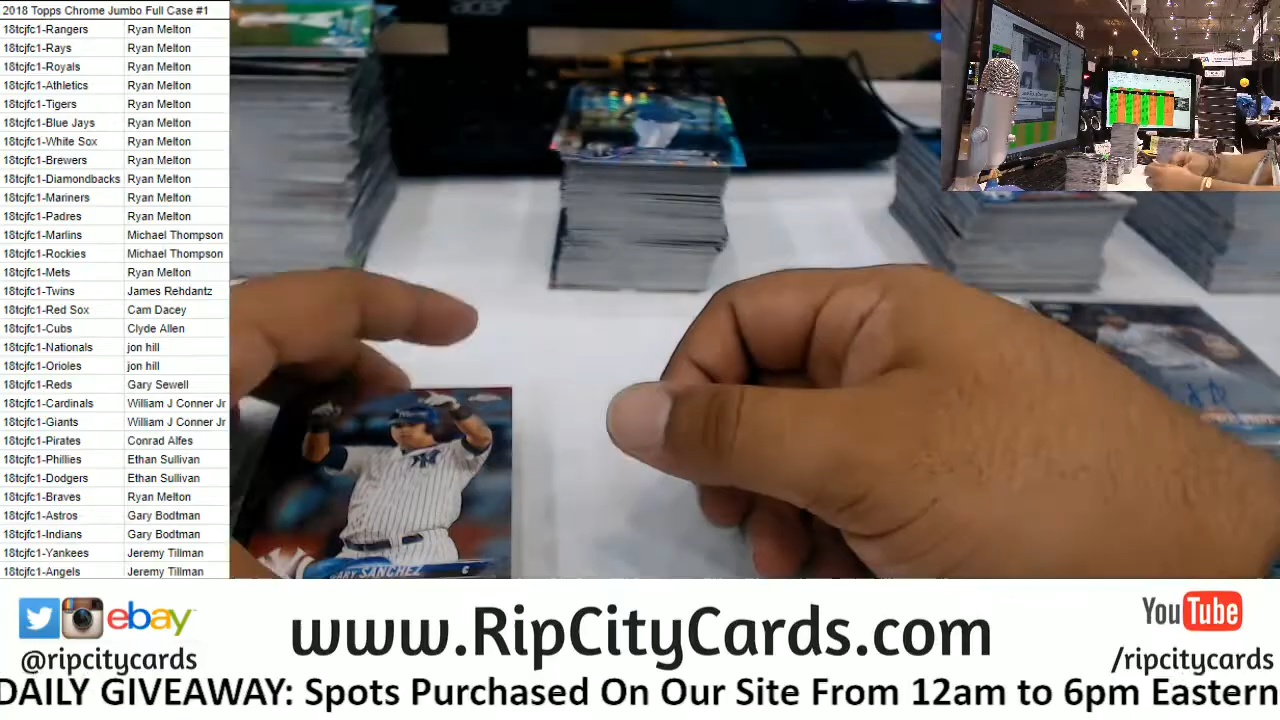 2018 Topps Chrome Jumbo Full Case #1
18tcjfc1-Rangers Ryan Melton
18tcjfc1-Rays Ryan Melton
18tcjfc1-Royals Ryan Melton
18tcjfc1-Athletics Ryan Melton
18tcjfc1-Tigers Ryan Melton
18tcjfc1-Blue Jays Ryan Melton
18tcjfc1-White Sox Ryan Melton
18tcjfc1-Brewers Ryan Melton
18tcjfc1-Diamondbacks Ryan Melton
18tcjfc1-Mariners Ryan Melton
18tcjfc1-Padres Ryan Melton
18tcjfc1-Marlins Michael Thompson
18tcjfc1-Rockies Michael Thompson
18tcjfc1-Mets Ryan Melton
18tcjfc1-Twins James Rehdantz
18tcjfc1-Red Sox Cam Dacey
18tcjfc1-Cubs Clyde Allen
18tcjfc1-Nationals jon hill
18tcjfc1-Orioles jon hill
18tcjfc1-Reds Gary Sewell
18tcjfc1-Cardinals William J Conner Jr
18tcjfc1-Giants William J Conner Jr
18tcjfc1-Pirates Conrad Alfes
18tcjfc1-Phillies Ethan Sullivan
18tcjfc1-Dodgers Ethan Sullivan
18tcjfc1-Braves Ryan Melton
18tcjfc1-Astros Gary Bodtman
18tcjfc1-Indians Gary Bodtman
18tcjfc1-Yankees Jeremy Tillman
18tcjfc1-Angels Jeremy Tillman
SANCHEZ C
ebay
@ripcitycards
www.RipCityCards.com
YouTube
/ripcitycards
DAILY GIVEAWAY: Spots Purchased On Our Site From 12am to 6pm Eastern